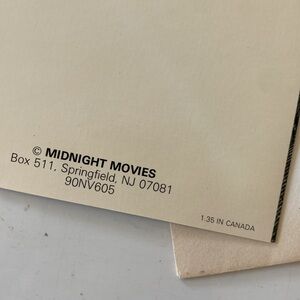 © MIDNIGHT MOVIES
Box 511, Springfield, NJ 07081
90NV605
1.35 IN CANADA